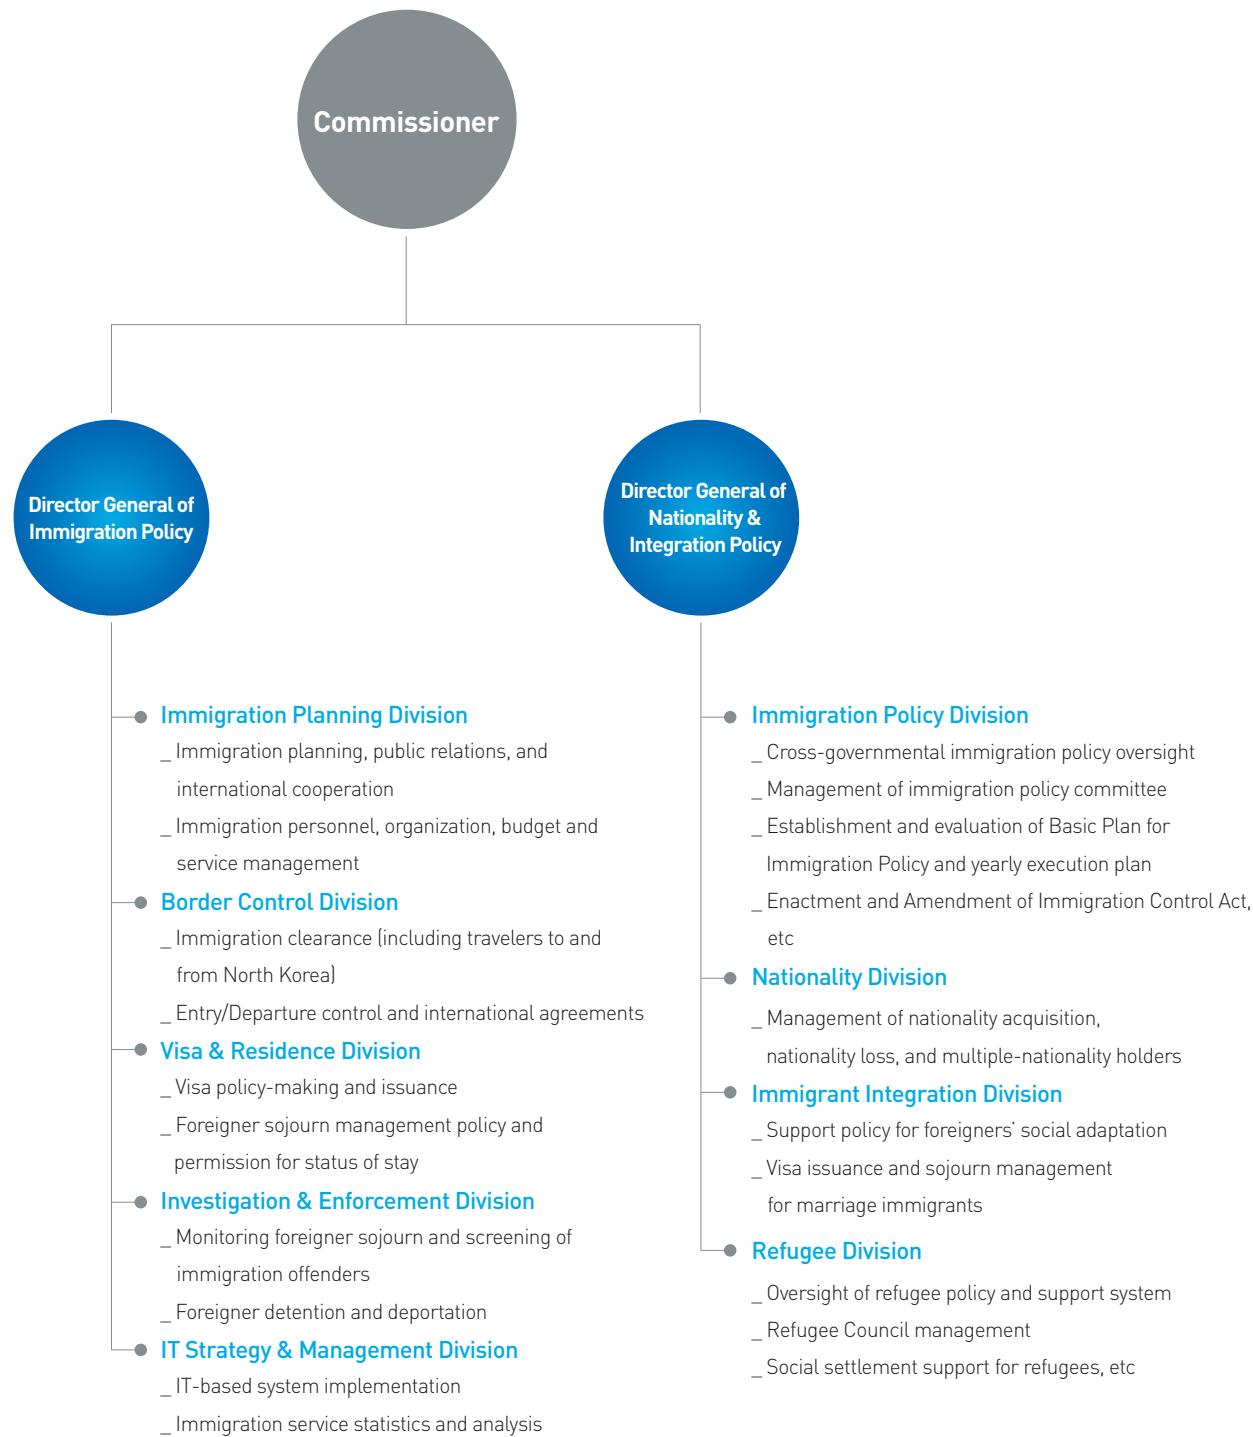 Commissioner
Director General of
Immigration Policy
Director General of
Nationality &
Integration Policy
Immigration Planning Division
_ Immigration planning, public relations, and
international cooperation
_ Immigration personnel, organization, budget and
service management
Border Control Division
_ Immigration clearance (including travelers to and
from North Korea)
_ Entry/Departure control and international agreements
Visa & Residence Division
_ Visa policy-making and issuance
_ Foreigner sojourn management policy and
permission for status of stay
Investigation & Enforcement Division
_ Monitoring foreigner sojourn and screening of
immigration offenders
_ Foreigner detention and deportation
IT Strategy & Management Division
_ IT-based system implementation
_ Immigration service statistics and analysis
Immigration Policy Division
_ Cross-governmental immigration policy oversight
_ Management of immigration policy committee
_ Establishment and evaluation of Basic Plan for
Immigration Policy and yearly execution plan
_ Enactment and Amendment of Immigration Control Act,
etc
Nationality Division
_ Management of nationality acquisition,
nationality loss, and multiple-nationality holders
Immigrant Integration Division
_ Support policy for foreigners’ social adaptation
_ Visa issuance and sojourn management
for marriage immigrants
Refugee Division
_ Oversight of refugee policy and support system
_ Refugee Council management
_ Social settlement support for refugees, etc